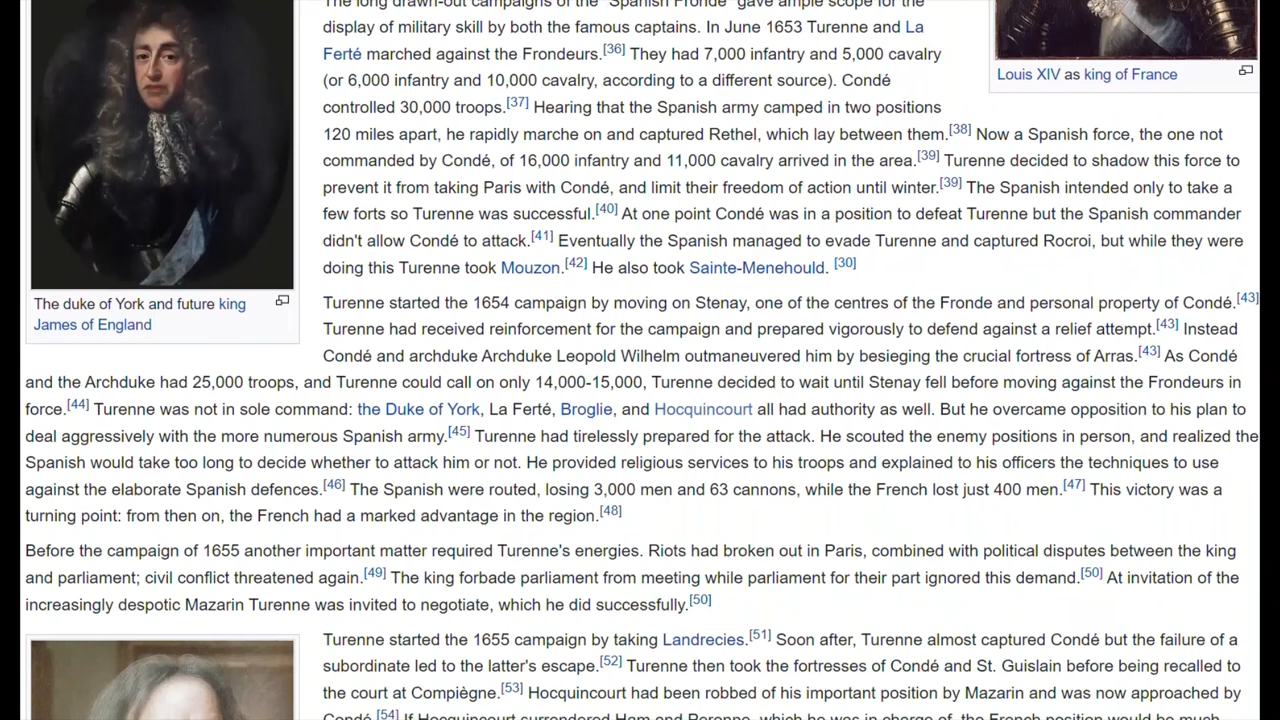 The long drawn-out campaigns of the "Spanish Fronde" gave ample scope for the
display of military skill by both the famous captains. In June 1653 Turenne and La
Ferté marched against the Frondeurs.[36] They had 7,000 infantry and 5,000 cavalry
(or 6,000 infantry and 10,000 cavalry, according to a different source). Condé
controlled 30,000 troops.[37] Hearing that the Spanish army camped in two positions
120 miles apart, he rapidly marche on and captured Rethel, which lay between them.[38] Now a Spanish force, the one not
commanded by Condé, of 16,000 infantry and 11,000 cavalry arrived in the area.[39] Turenne decided to shadow this force to
prevent it from taking Paris with Condé, and limit their freedom of action until winter.[39] The Spanish intended only to take a
few forts so Turenne was successful.[40] At one point Condé was in a position to defeat Turenne but the Spanish commander
didn't allow Condé to attack.[41] Eventually the Spanish managed to evade Turenne and captured Rocroi, but while they were
doing this Turenne took Mouzon.[42] He also took Sainte-Menehould. [30]
Louis XIV as king of France
The duke of York and future king
James of England
Turenne started the 1654 campaign by moving on Stenay, one of the centres of the Fronde and personal property of Condé.[43]
Turenne had received reinforcement for the campaign and prepared vigorously to defend against a relief attempt.[43] Instead
Condé and archduke Archduke Leopold Wilhelm outmaneuvered him by besieging the crucial fortress of Arras.[43] As Condé
and the Archduke had 25,000 troops, and Turenne could call on only 14,000-15,000, Turenne decided to wait until Stenay fell before moving against the Frondeurs in
force.[44] Turenne was not in sole command: the Duke of York, La Ferté, Broglie, and Hocquincourt all had authority as well. But he overcame opposition to his plan to
deal aggressively with the more numerous Spanish army.[45] Turenne had tirelessly prepared for the attack. He scouted the enemy positions in person, and realized the
Spanish would take too long to decide whether to attack him or not. He provided religious services to his troops and explained to his officers the techniques to use
against the elaborate Spanish defences.[46] The Spanish were routed, losing 3,000 men and 63 cannons, while the French lost just 400 men.[47] This victory was a
turning point: from then on, the French had a marked advantage in the region.[48]
Before the campaign of 1655 another important matter required Turenne's energies. Riots had broken out in Paris, combined with political disputes between the king
and parliament; civil conflict threatened again.[49] The king forbade parliament from meeting while parliament for their part ignored this demand.[50] At invitation of the
increasingly despotic Mazarin Turenne was invited to negotiate, which he did successfully.[50]
Turenne started the 1655 campaign by taking Landrecies.[51] Soon after, Turenne almost captured Condé but the failure of a
subordinate led to the latter's escape.[52] Turenne then took the fortresses of Condé and St. Guislain before being recalled to
the court at Compiègne.[53] Hocquincourt had been robbed of his important position by Mazarin and was now approached by
Condé.[54] If Hocquincourt surrendered Ham and Peronne, which he was in charge of, the French position would be much